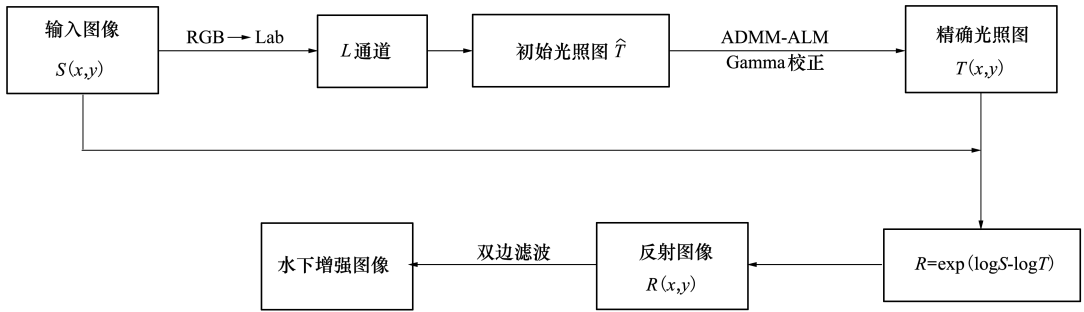 输入图像
S(x,y)
RGB→Lab
L通道
初始光照图 T̂
ADMM-ALM
Gamma校正
精确光照图
T(x,y)
水下增强图像
双边滤波
反射图像
R(x,y)
R=exp(logS-logT)